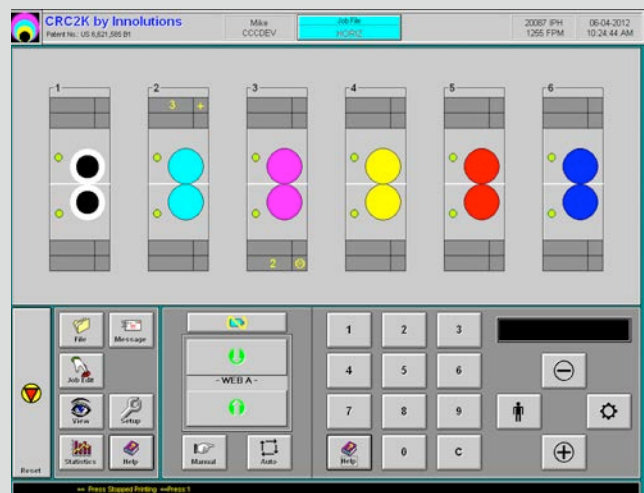 CRC2K by Innolutions
Patent No.: US 6,621,585 B1
Mike
CCCDEV
Job File
HORIZ
20087 IPH
1255 FPM
06-04-2012
10:24:44 AM
1
2
3
4
5
6
3 +
2
File
Message
Job Edit
View
Setup
Statistics
Help
Reset
- WEB A -
Manual
Auto
1
2
3
4
5
6
7
8
9
Help
0
C
<< Press Stopped Printing <<Press 1